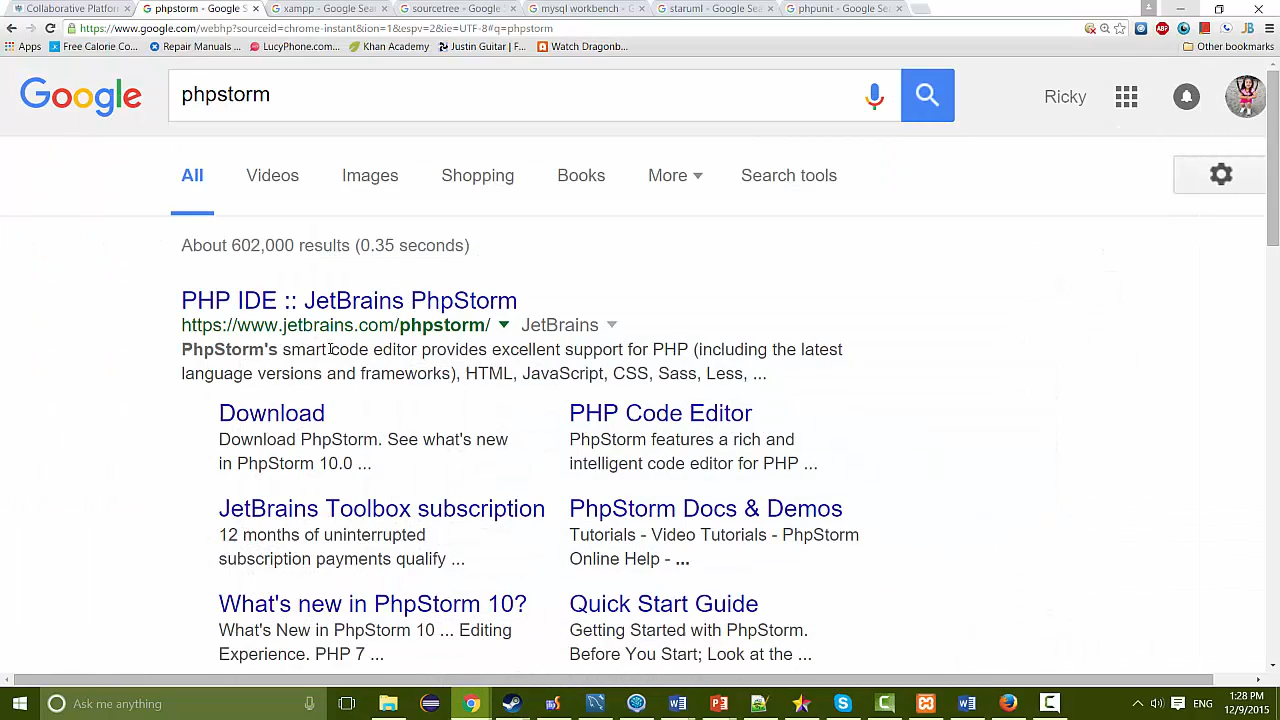 Collaborative Platform
phpstorm - Google S
xampp - Google Sear
sourcetree - Google
mysql workbench - G
staruml - Google Sea
phpunit - Google Sea
https://www.google.com/webhp?sourceid=chrome-instant&ion=1&espv=2&ie=UTF-8#q=phpstorm
Apps Free Calorie Co... Repair Manuals ... LucyPhone.com... Khan Academy Justin Guitar | F... Watch Dragonb... Other bookmarks
Google phpstorm Ricky
All Videos Images Shopping Books More Search tools
About 602,000 results (0.35 seconds)
PHP IDE :: JetBrains PhpStorm
https://www.jetbrains.com/phpstorm/ JetBrains
PhpStorm's smart code editor provides excellent support for PHP (including the latest
language versions and frameworks), HTML, JavaScript, CSS, Sass, Less, ...
Download
Download PhpStorm. See what's new
in PhpStorm 10.0 ...
PHP Code Editor
PhpStorm features a rich and
intelligent code editor for PHP ...
JetBrains Toolbox subscription
12 months of uninterrupted
subscription payments qualify ...
PhpStorm Docs & Demos
Tutorials - Video Tutorials - PhpStorm
Online Help - ...
What's new in PhpStorm 10?
What's New in PhpStorm 10 ... Editing
Experience. PHP 7 ...
Quick Start Guide
Getting Started with PhpStorm.
Before You Start; Look at the ...
Ask me anything
ENG
1:28 PM
12/9/2015